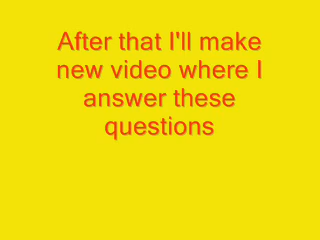 After that I'll make
new video where I
answer these
questions